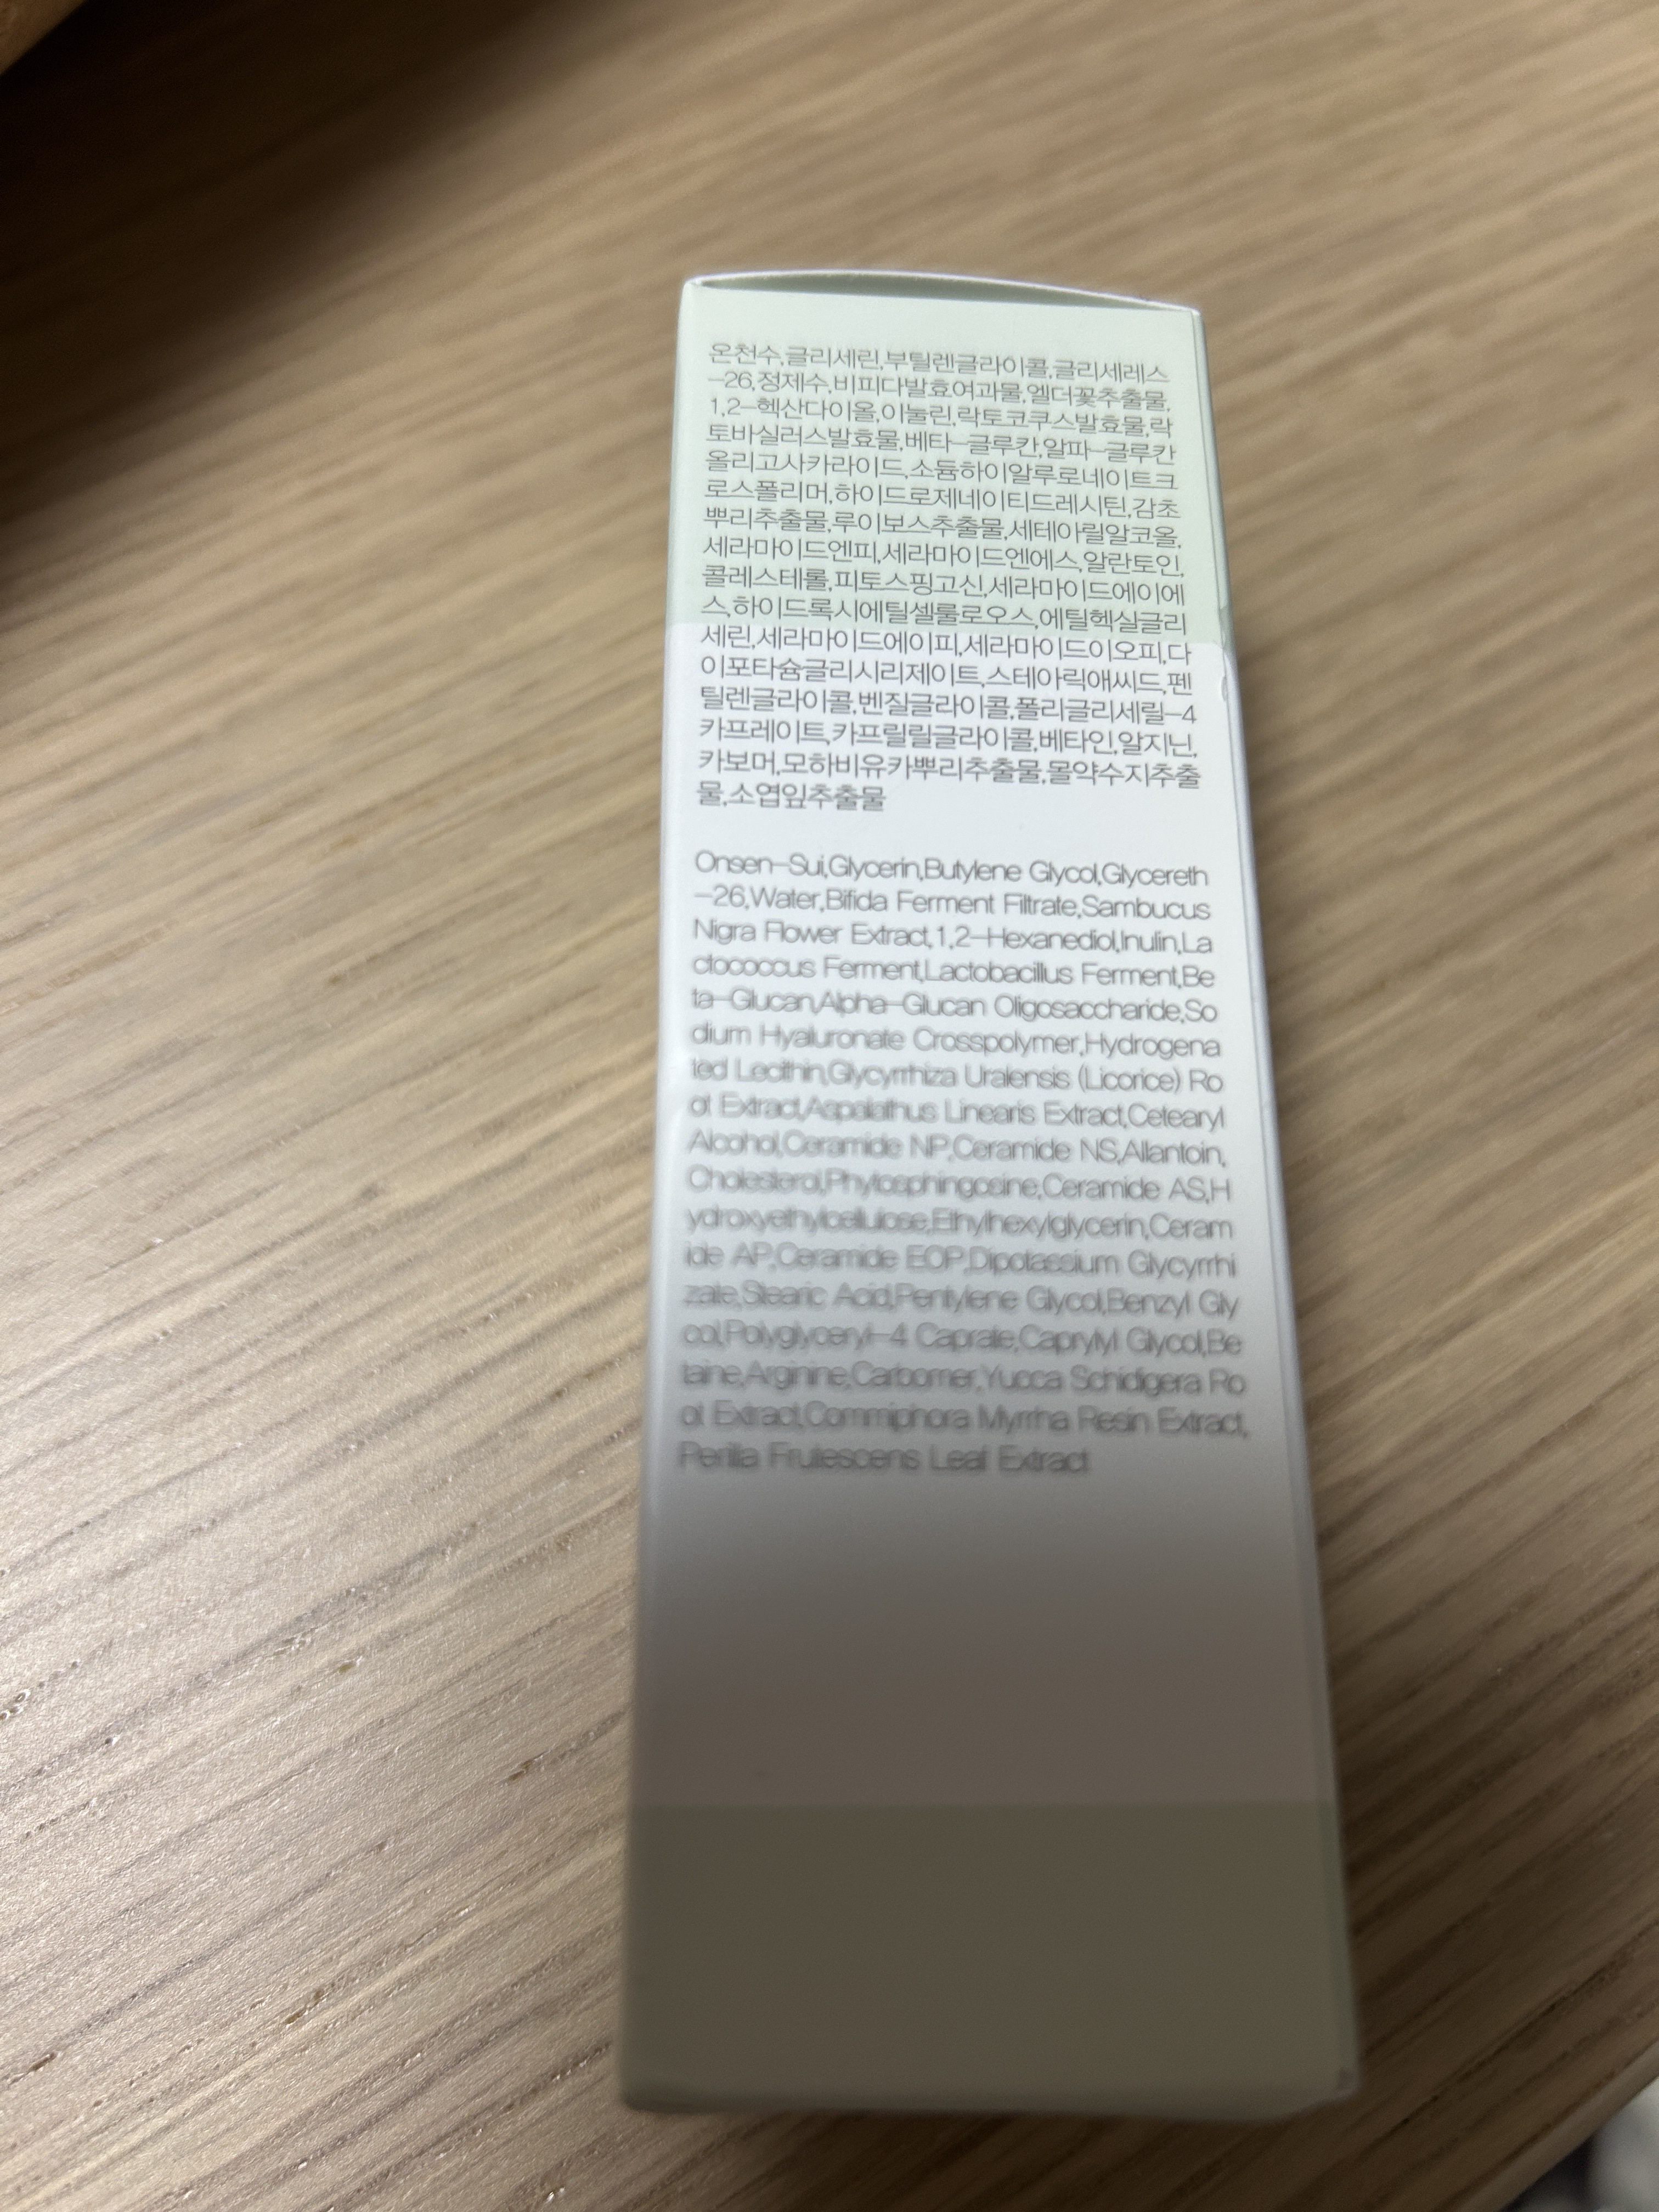 온천수,글리세린,부틸렌글라이콜,글리세레스
-26,정제수,비피다발효여과물,엘더꽃추출물,
1,2-헥산다이올,이눌린,락토코쿠스발효물,락
토바실러스발효물,베타-글루칸,알파-글루칸
올리고사카라이드,소듐하이알루로네이트크
로스폴리머,하이드로제네이티드레시틴,감초
뿌리추출물,루이보스추출물,세테아릴알코올,
세라마이드엔피,세라마이드엔에스,알란토인,
콜레스테롤,피토스핑고신,세라마이드에이에
스,하이드록시에틸셀룰로오스,에틸헥실글리
세린,세라마이드에이피,세라마이드이오피,다
이포타슘글리시리제이트,스테아릭애씨드,펜
틸렌글라이콜,벤질글라이콜,폴리글리세릴-4
카프레이트,카프릴릴글라이콜,베타인,알지닌,
카보머,모하비유카뿌리추출물,몰약수지추출
물,소엽잎추출물
Onsen-Sui,Glycerin,Butylene Glycol,Glycereth
-26,Water,Bifida Ferment Filtrate,Sambucus
Nigra Flower Extract,1,2-Hexanediol,Inulin,La
ctococcus Ferment,Lactobacillus Ferment,Be
ta-Glucan,Alpha-Glucan Oligosaccharide,So
dium Hyaluronate Crosspolymer,Hydrogena
ted Lecithin,Glycyrrhiza Uralensis (Licorice) Ro
ot Extract,Aspalathus Linearis Extract,Cetearyl
Alcohol,Ceramide NP,Ceramide NS,Allantoin,
Cholesterol,Phytosphingosine,Ceramide AS,H
ydroxyethylcellulose,Ethylhexylglycerin,Ceram
ide AP,Ceramide EOP,Dipotassium Glycyrrhi
zate,Stearic Acid,Pentylene Glycol,Benzyl Gly
col,Polyglyceryl-4 Caprate,Caprylyl Glycol,Be
taine,Arginine,Carbomer,Yucca Schidigera Ro
ot Extract,Commiphora Myrrha Resin Extract,
Perilla Frutescens Leaf Extract